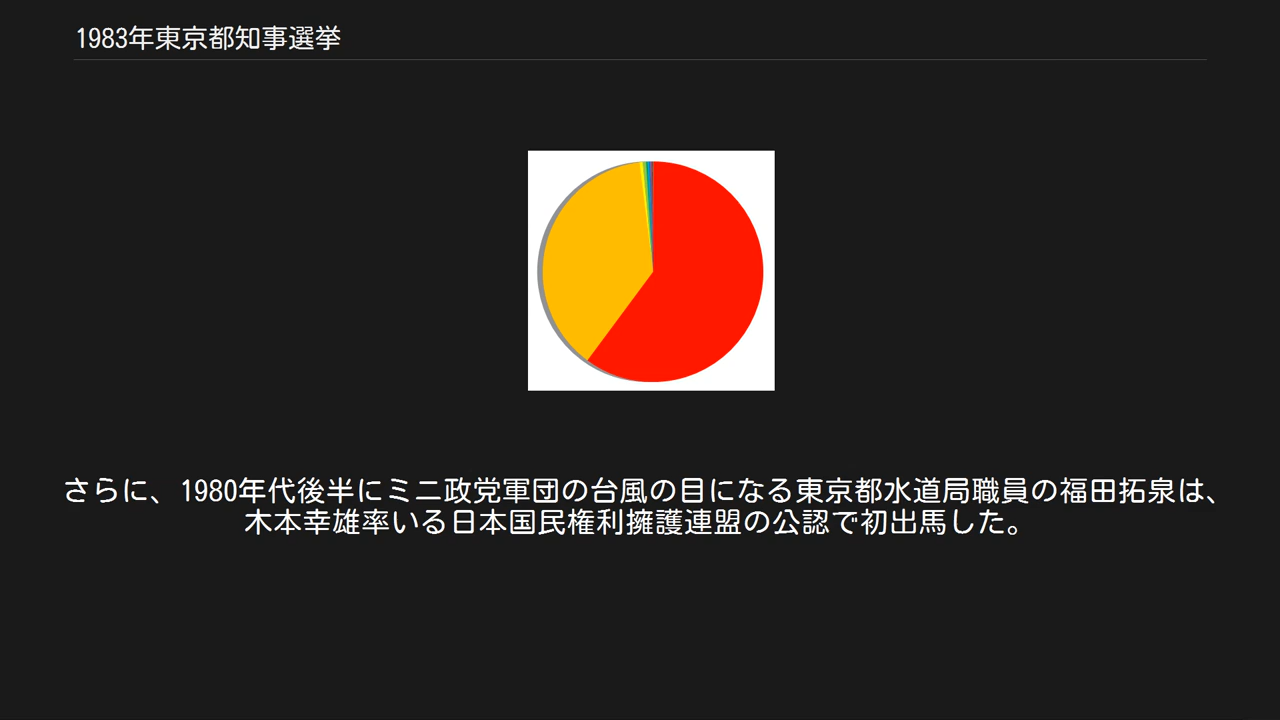 1983年東京都知事選挙
さらに、1980年代後半にミニ政党軍団の台風の目になる東京都水道局職員の福田拓泉は、
木本幸雄率いる日本国民権利擁護連盟の公認で初出馬した。